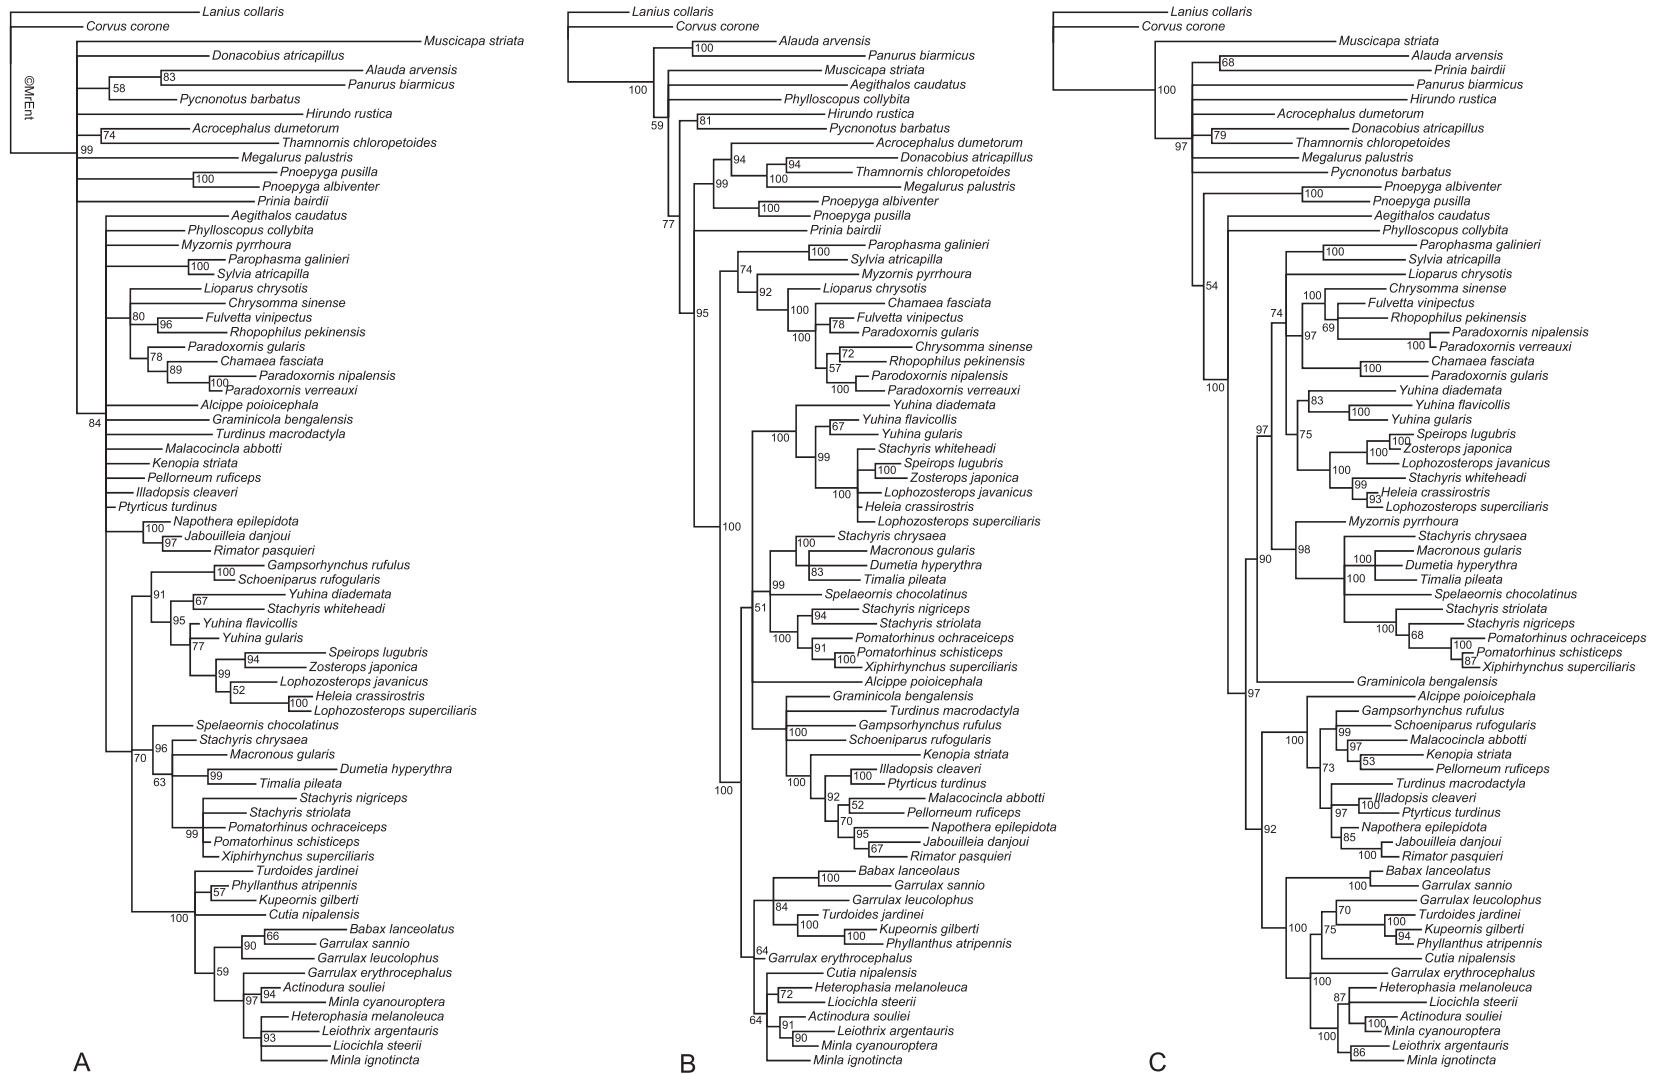 Lanius collaris
Corvus corone
©MrEnt
Muscicapa striata
Donacobius atricapillus
Alauda arvensis
83
Panurus biarmicus
58
Pycnonotus barbatus
Hirundo rustica
Acrocephalus dumetorum
74
Thamnornis chloropetoides
99
Megalurus palustris
Pnoepyga pusilla
100
Pnoepyga albiventer
Prinia bairdii
Aegithalos caudatus
Phylloscopus collybita
Myzornis pyrrhoura
Parophasma galinieri
100
Sylvia atricapilla
Lioparus chrysotis
Chrysomma sinense
80
Fulvetta vinipectus
96
Rhopophilus pekinensis
Paradoxornis gularis
78
Chamaea fasciata
89
Paradoxornis nipalensis
100
Paradoxornis verreauxi
Alcippe poioicephala
84
Graminicola bengalensis
Turdinus macrodactyla
Malacocincla abbotti
Kenopia striata
Pellorneum ruficeps
Illadopsis cleaveri
Ptyrticus turdinus
Napothera epilepidota
100
Jabouilleia danjoui
97
Rimator pasquieri
Gampsorhynchus rufulus
100
Schoeniparus rufogularis
91
Yuhina diademata
67
Stachyris whiteheadi
95
Yuhina flavicollis
Yuhina gularis
77
Speirops lugubris
94
Zosterops japonica
99
Lophozosterops javanicus
52
Heleia crassirostris
100
Lophozosterops superciliaris
Spelaeornis chocolatinus
Stachyris chrysaea
96
70
Macronous gularis
63
Dumetia hyperythra
99
Timalia pileata
Stachyris nigriceps
Stachyris striolata
Pomatorhinus ochraceiceps
99
Pomatorhinus schisticeps
Xiphirhynchus superciliaris
Turdoides jardinei
Phyllanthus atripennis
57
Kupeornis gilberti
100
Cutia nipalensis
Babax lanceolatus
66
90
Garrulax sannio
Garrulax leucolophus
59
Garrulax erythrocephalus
Actinodura souliei
94
97
Minla cyanouroptera
Heterophasia melanoleuca
Leiothrix argentauris
93
Liocichla steerii
Minla ignotincta
A
Lanius collaris
Corvus corone
Alauda arvensis
100
Panurus biarmicus
Muscicapa striata
100
Aegithalos caudatus
Phylloscopus collybita
59
Hirundo rustica
81
Pycnonotus barbatus
Acrocephalus dumetorum
94
Donacobius atricapillus
94
Thamnornis chloropetoides
100
99
Megalurus palustris
Pnoepyga albiventer
100
Pnoepyga pusilla
77
Prinia bairdii
Parophasma galinieri
100
Sylvia atricapilla
74
Myzornis pyrrhoura
92
Lioparus chrysotis
100
Chamaea fasciata
95
Fulvetta vinipectus
78
100
Paradoxornis gularis
Chrysomma sinense
72
Rhopophilus pekinensis
57
Parodoxornis nipalensis
100
Paradoxornis verreauxi
Yuhina diademata
Yuhina flavicollis
67
100
Yuhina gularis
99
Stachyris whiteheadi
Speirops lugubris
100
Zosterops japonica
100
Lophozosterops javanicus
Heleia crassirostris
Lophozosterops superciliaris
100
Stachyris chrysaea
100
Macronous gularis
Dumetia hyperythra
83
Timalia pileata
99
Spelaeornis chocolatinus
51
Stachyris nigriceps
94
Stachyris striolata
100
Pomatorhinus ochraceiceps
91
Pomatorhinus schisticeps
100
Xiphirhynchus superciliaris
Alcippe poioicephala
Graminicola bengalensis
Turdinus macrodactyla
Gampsorhynchus rufulus
100
Schoeniparus rufogularis
Kenopia striata
Illadopsis cleaveri
100
100
Ptyrticus turdinus
100
92
Malacocincla abbotti
52
Pellorneum ruficeps
70
Napothera epilepidota
95
Jabouilleia danjoui
67
Rimator pasquieri
Babax lanceolaus
100
Garrulax sannio
Garrulax leucolophus
84
Turdoides jardinei
100
Kupeornis gilberti
100
Phyllanthus atripennis
64
Garrulax erythrocephalus
Cutia nipalensis
Heterophasia melanoleuca
72
Liocichla steerii
64
Actinodura souliei
91
Leiothrix argentauris
90
Minla cyanouroptera
Minla ignotincta
B
Lanius collaris
Corvus corone
Muscicapa striata
Alauda arvensis
68
Prinia bairdii
100
Panurus biarmicus
Hirundo rustica
Acrocephalus dumetorum
Donacobius atricapillus
79
Thamnornis chloropetoides
97
Megalurus palustris
Pycnonotus barbatus
Pnoepyga albiventer
100
Pnoepyga pusilla
Aegithalos caudatus
Phylloscopus collybita
Parophasma galinieri
100
Sylvia atricapilla
Lioparus chrysotis
54
Chrysomma sinense
100
Fulvetta vinipectus
74
Rhopophilus pekinensis
69
97
Paradoxornis nipalensis
100
Paradoxornis verreauxi
Chamaea fasciata
100
Paradoxornis gularis
100
Yuhina diademata
83
Yuhina flavicollis
100
Yuhina gularis
97
75
Speirops lugubris
100
Zosterops japonica
100
Lophozosterops javanicus
100
Stachyris whiteheadi
99
Heleia crassirostris
93
Lophozosterops superciliaris
Myzornis pyrrhoura
Stachyris chrysaea
98
Macronous gularis
90
100
Dumetia hyperythra
100
Timalia pileata
Spelaeornis chocolatinus
Stachyris striolata
100
Stachyris nigriceps
68
Pomatorhinus ochraceiceps
100
Pomatorhinus schisticeps
87
Xiphirhynchus superciliaris
Graminicola bengalensis
97
Alcippe poioicephala
Gampsorhynchus rufulus
Schoeniparus rufogularis
99
100
Malacocincla abbotti
97
Kenopia striata
53
73
Pellorneum ruficeps
Turdinus macrodactyla
Illadopsis cleaveri
100
97
Ptyrticus turdinus
92
Napothera epilepidota
85
Jabouilleia danjoui
100
Rimator pasquieri
Babax lanceolatus
100
Garrulax sannio
Garrulax leucolophus
70
Turdoides jardinei
100
100
75
Kupeornis gilberti
94
Phyllanthus atripennis
Cutia nipalensis
Garrulax erythrocephalus
100
Heterophasia melanoleuca
87
Liocichla steerii
Actinodura souliei
100
100
Minla cyanouroptera
Leiothrix argentauris
86
Minla ignotincta
C